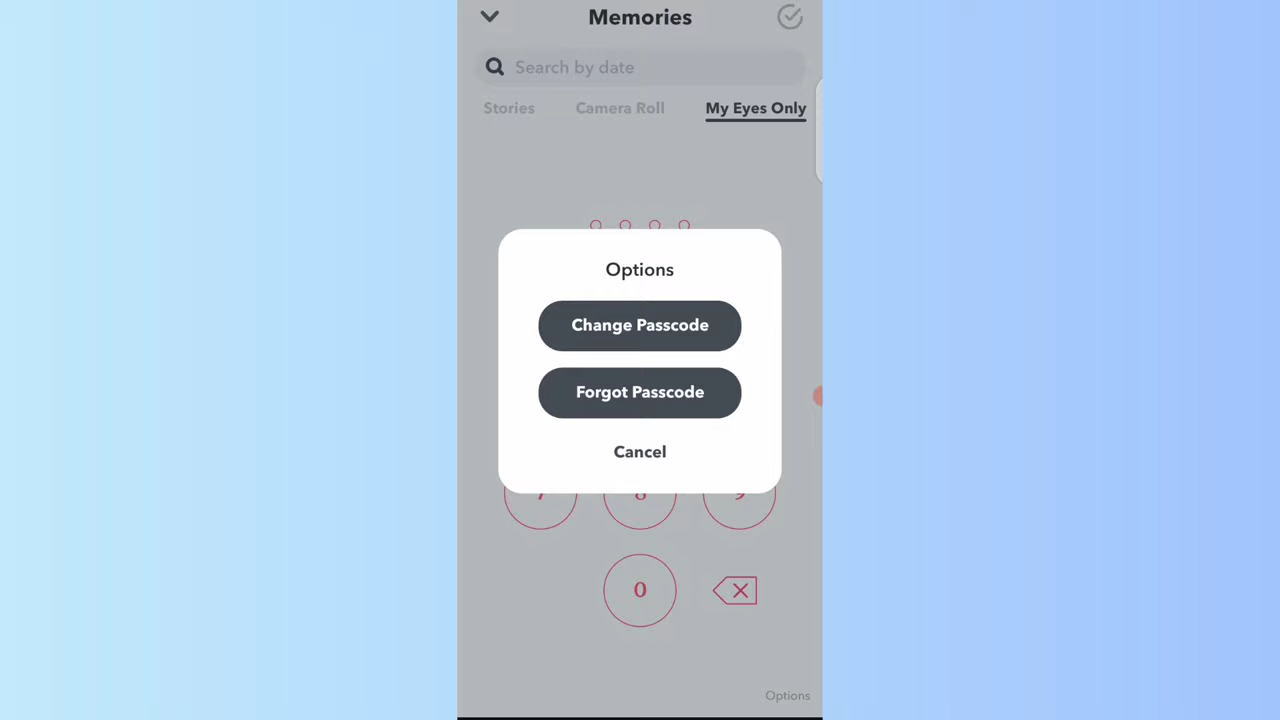 Memories
Search by date
Stories
Camera Roll
My Eyes Only
Options
Change Passcode
Forgot Passcode
Cancel
0
Options